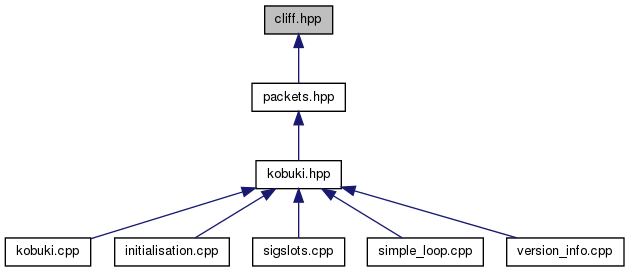 cliff.hpp
packets.hpp
kobuki.hpp
kobuki.cpp
initialisation.cpp
sigslots.cpp
simple_loop.cpp
version_info.cpp